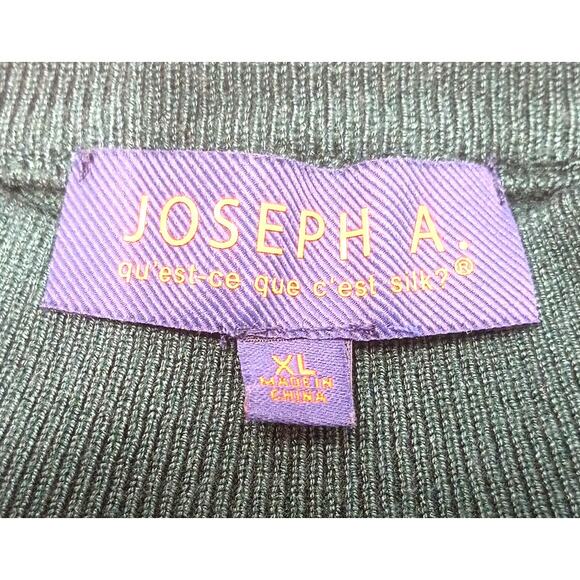 JOSEPH A.
qu'est-ce que c'est silk?®
XL
MADE IN
CHINA